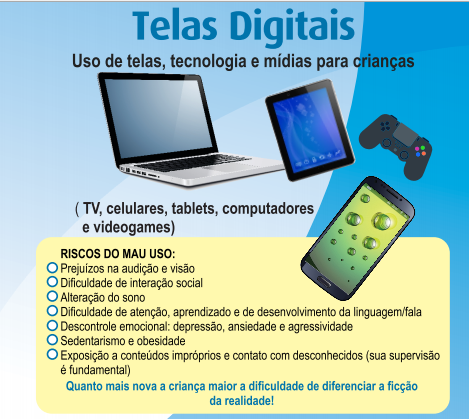 Telas Digitais
Uso de telas, tecnologia e mídias para crianças
( TV, celulares, tablets, computadores
e videogames)
RISCOS DO MAU USO:
Prejuízos na audição e visão
Dificuldade de interação social
Alteração do sono
Dificuldade de atenção, aprendizado e de desenvolvimento da linguagem/fala
Descontrole emocional: depressão, ansiedade e agressividade
Sedentarismo e obesidade
Exposição a conteúdos impróprios e contato com desconhecidos (sua supervisão
é fundamental)
Quanto mais nova a criança maior a dificuldade de diferenciar a ficção
da realidade!